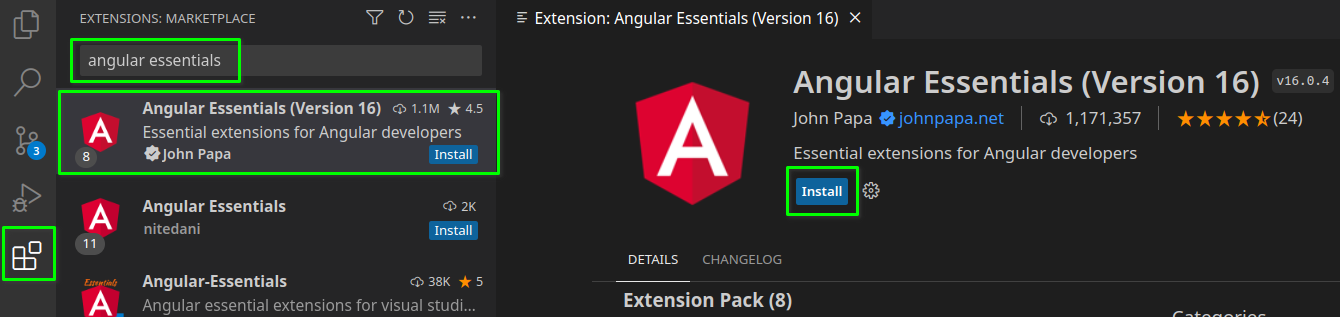 EXTENSIONS: MARKETPLACE
angular essentials
Angular Essentials (Version 16) 1.1M 4.5
Essential extensions for Angular developers
8 John Papa Install
Angular Essentials 2K
nitedani Install
11
Angular-Essentials 38K 5
Angular essential extensions for visual studi...
3
Extension: Angular Essentials (Version 16)
Angular Essentials (Version 16) v16.0.4
John Papa johnpapa.net 1,171,357 (24)
Essential extensions for Angular developers
Install
DETAILS CHANGELOG
Extension Pack (8)
Categories